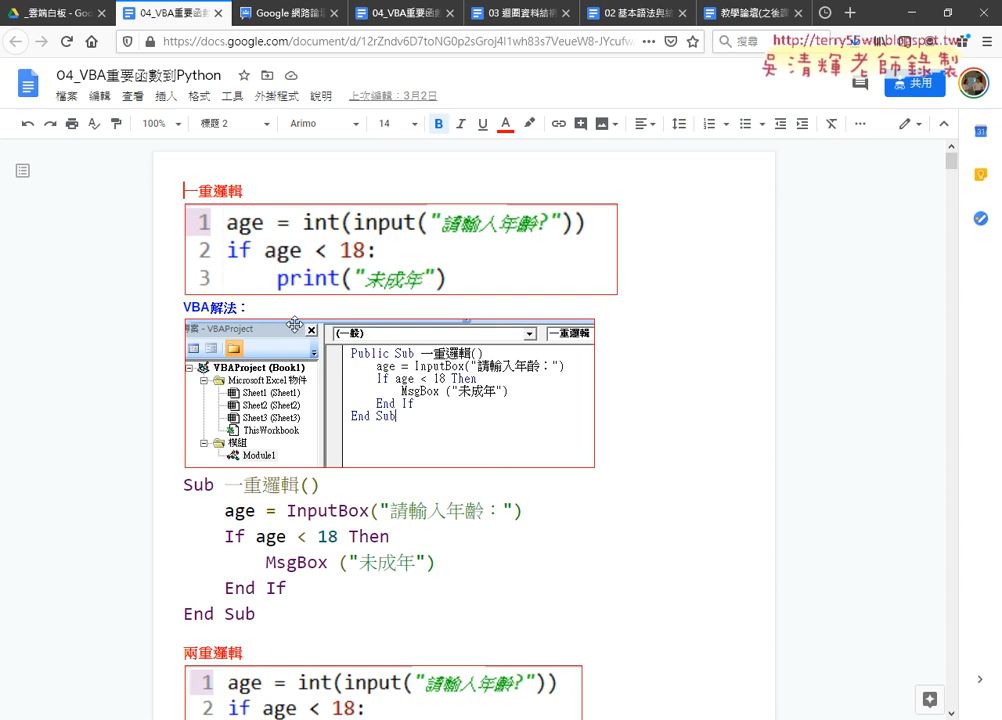 _雲端白板 - Goo
04_VBA重要函數
Google 網路論壇
04_VBA重要函數
03 迴圈資料結構
02 基本語法與結
教學論壇(之後課
https://docs.google.com/document/d/12rZndv6D7toNG0p2sGroj4I1wh83s7VeueW8-JYcufw
搜尋
http://terry55wu.blogspot.tw
吳清輝老師錄製
04_VBA重要函數到Python
檔案 編輯 查看 插入 格式 工具 外掛程式 說明 上次編輯：3月2日
共用
100% 標題 2 Arimo 14 B I U A
31
一重邏輯
1 age = int(input("請輸入年齡?"))
2 if age < 18:
3 print("未成年")
VBA解法：
專案 - VBAProject
(一般) 一重邏輯
VBAProject (Book1)
Microsoft Excel 物件
Sheet1 (Sheet1)
Sheet2 (Sheet2)
Sheet3 (Sheet3)
ThisWorkbook
模組
Module1
Public Sub 一重邏輯()
age = InputBox("請輸入年齡：")
If age < 18 Then
MsgBox ("未成年")
End If
End Sub
Sub 一重邏輯()
age = InputBox("請輸入年齡：")
If age < 18 Then
MsgBox ("未成年")
End If
End Sub
兩重邏輯
1 age = int(input("請輸入年齡?"))
2 if age < 18: